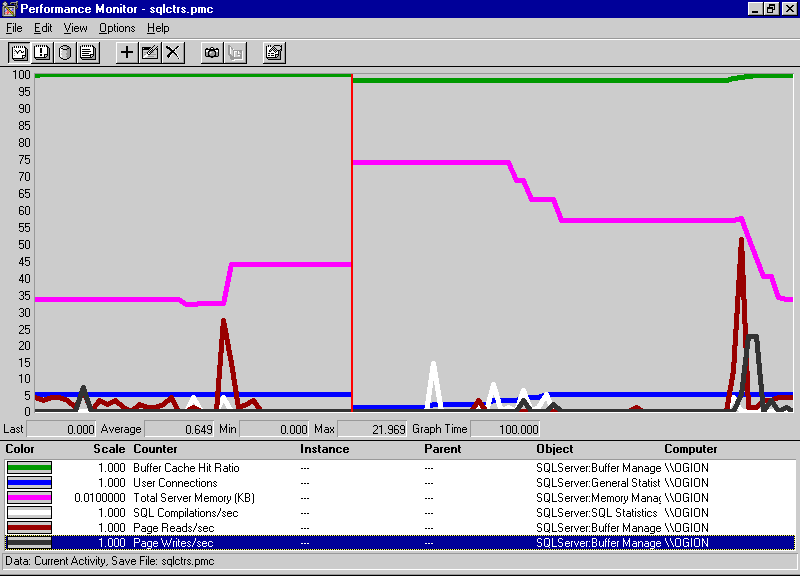 Performance Monitor - sqlctrs.pmc
File Edit View Options Help
100
95
90
85
80
75
70
65
60
55
50
45
40
35
30
25
20
15
10
5
0
Last 0.000 Average 0.649 Min 0.000 Max 21.969 Graph Time 100.000
Color Scale Counter Instance Parent Object Computer
1.000 Buffer Cache Hit Ratio --- --- SQLServer:Buffer Manage \\OGION
1.000 User Connections --- --- SQLServer:General Statist \\OGION
0.0100000 Total Server Memory (KB) --- --- SQLServer:Memory Manag \\OGION
1.000 SQL Compilations/sec --- --- SQLServer:SQL Statistics \\OGION
1.000 Page Reads/sec --- --- SQLServer:Buffer Manage \\OGION
1.000 Page Writes/sec --- --- SQLServer:Buffer Manage \\OGION
Data: Current Activity, Save File: sqlctrs.pmc